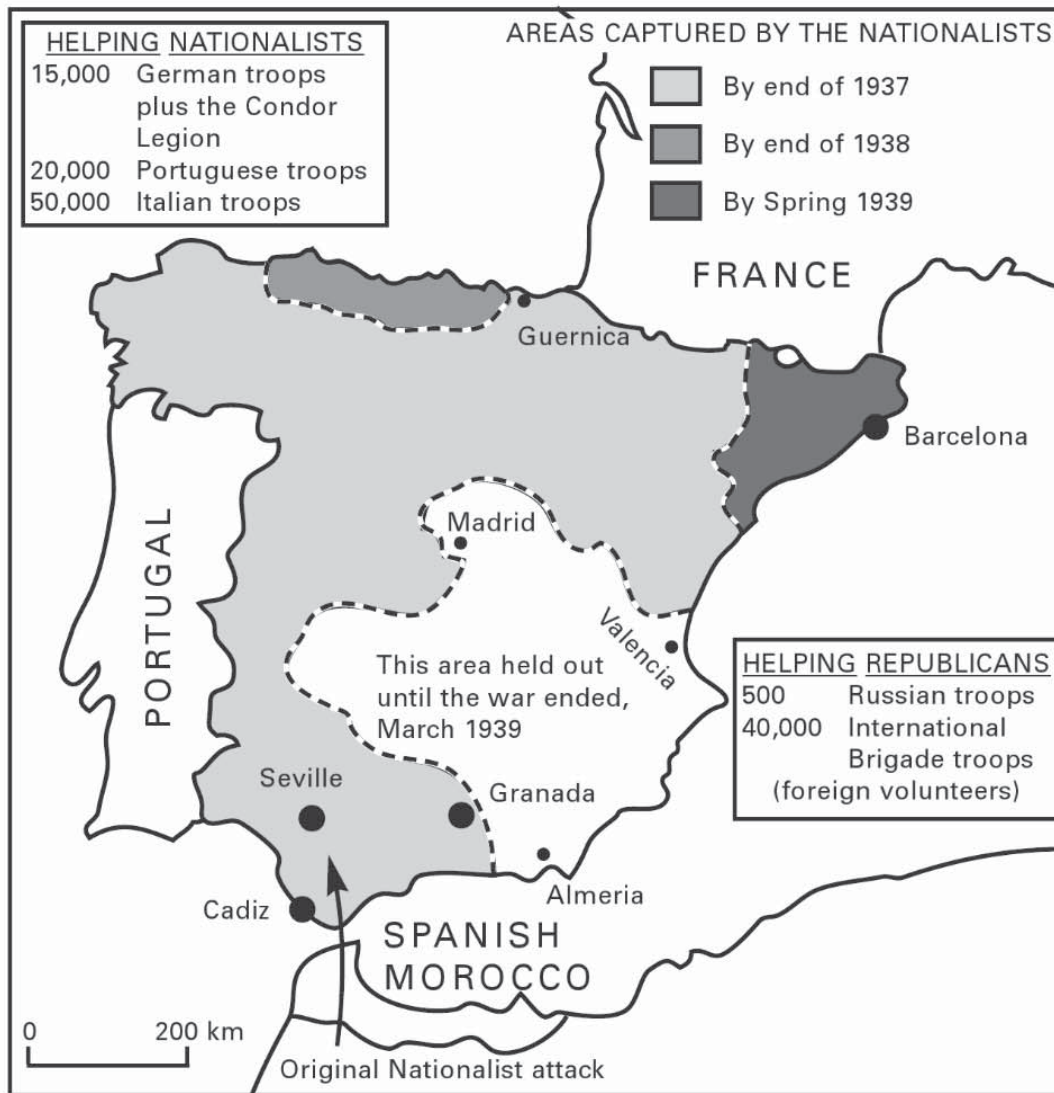 HELPING NATIONALISTS
15,000 German troops
plus the Condor
Legion
20,000 Portuguese troops
50,000 Italian troops
AREAS CAPTURED BY THE NATIONALISTS
By end of 1937
By end of 1938
By Spring 1939
FRANCE
Guernica
Barcelona
Madrid
PORTUGAL
Valencia
This area held out
until the war ended,
March 1939
HELPING REPUBLICANS
500 Russian troops
40,000 International
Brigade troops
(foreign volunteers)
Seville
Granada
Almeria
Cadiz
SPANISH
MOROCCO
0 200 km
Original Nationalist attack